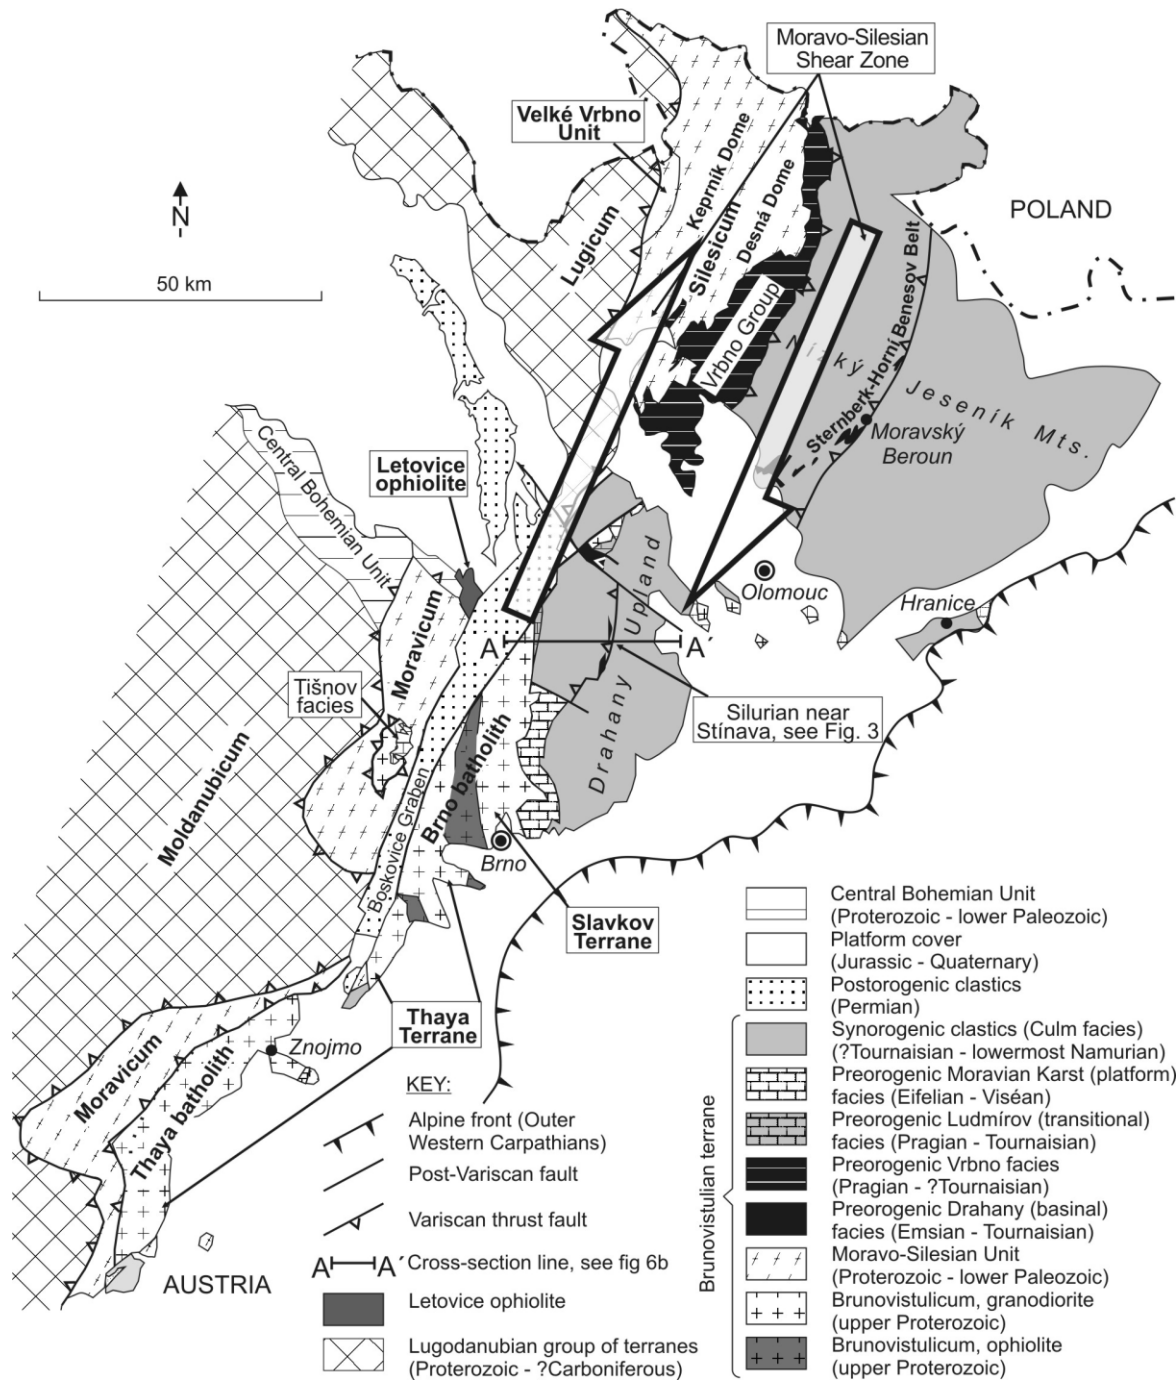 Moravo-Silesian
Shear Zone
Velké Vrbno
Unit
Keprník Dome
Silesicum
Desná Dome
Lugicum
N
50 km
POLAND
Vrbno Group
Nízký
Jeseník Mts.
Sternberk-Horní Benesov Belt
Moravský
Beroun
Central Bohemian Unit
Letovice
ophiolite
Moravicum
Tišnov
facies
Olomouc
Hranice
Drahany Upland
A
A´
Silurian near
Stínava, see Fig. 3
Moldanubicum
Boskovice Graben
Brno batholith
Brno
Slavkov
Terrane
Thaya
Terrane
Znojmo
Moravicum
Thaya batholith
AUSTRIA
KEY:
Alpine front (Outer
Western Carpathians)
Post-Variscan fault
Variscan thrust fault
A A´ Cross-section line, see fig 6b
Letovice ophiolite
Lugodanubian group of terranes
(Proterozoic - ?Carboniferous)
Central Bohemian Unit
(Proterozoic - lower Paleozoic)
Platform cover
(Jurassic - Quaternary)
Postorogenic clastics
(Permian)
Brunovistulian terrane
Synorogenic clastics (Culm facies)
(?Tournaisian - lowermost Namurian)
Preorogenic Moravian Karst (platform)
facies (Eifelian - Viséan)
Preorogenic Ludmírov (transitional)
facies (Pragian - Tournaisian)
Preorogenic Vrbno facies
(Pragian - ?Tournaisian)
Preorogenic Drahany (basinal)
facies (Emsian - Tournaisian)
Moravo-Silesian Unit
(Proterozoic - lower Paleozoic)
Brunovistulicum, granodiorite
(upper Proterozoic)
Brunovistulicum, ophiolite
(upper Proterozoic)